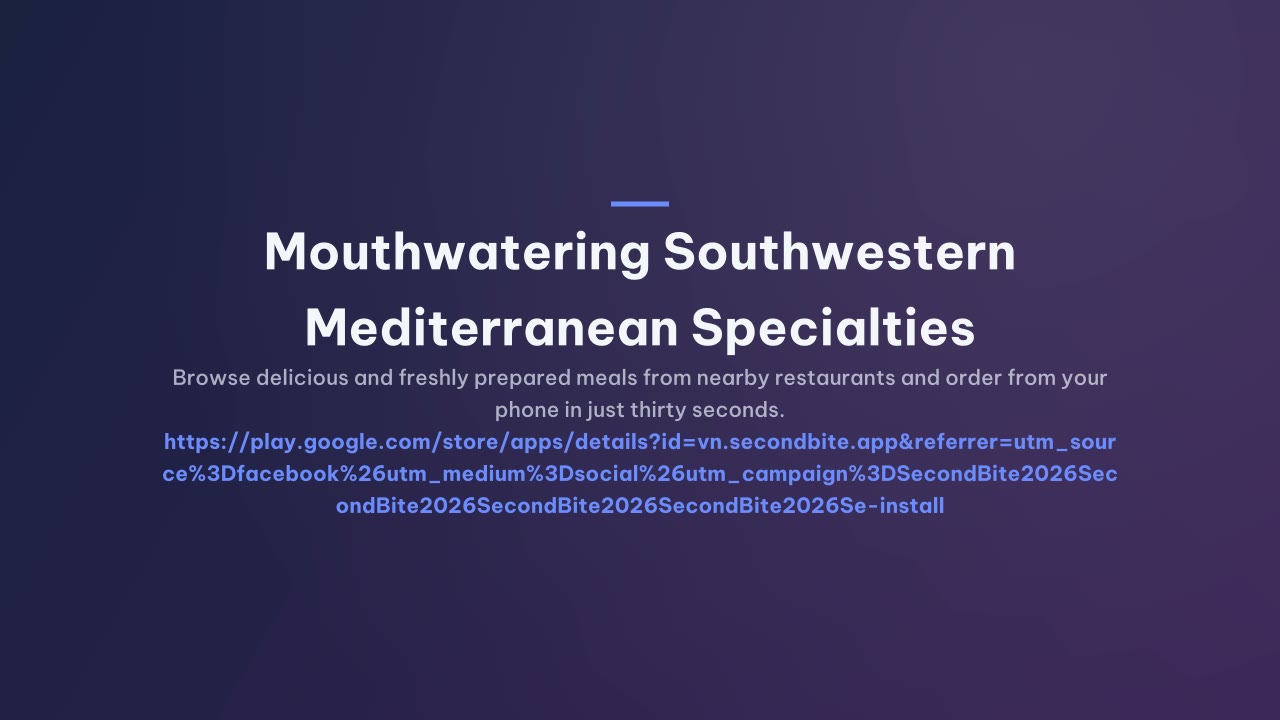 Mouthwatering Southwestern
Mediterranean Specialties
Browse delicious and freshly prepared meals from nearby restaurants and order from your
phone in just thirty seconds.
https://play.google.com/store/apps/details?id=vn.secondbite.app&referrer=utm_sour
ce%3Dfacebook%26utm_medium%3Dsocial%26utm_campaign%3DSecondBite2026Sec
ondBite2026SecondBite2026SecondBite2026Se-install